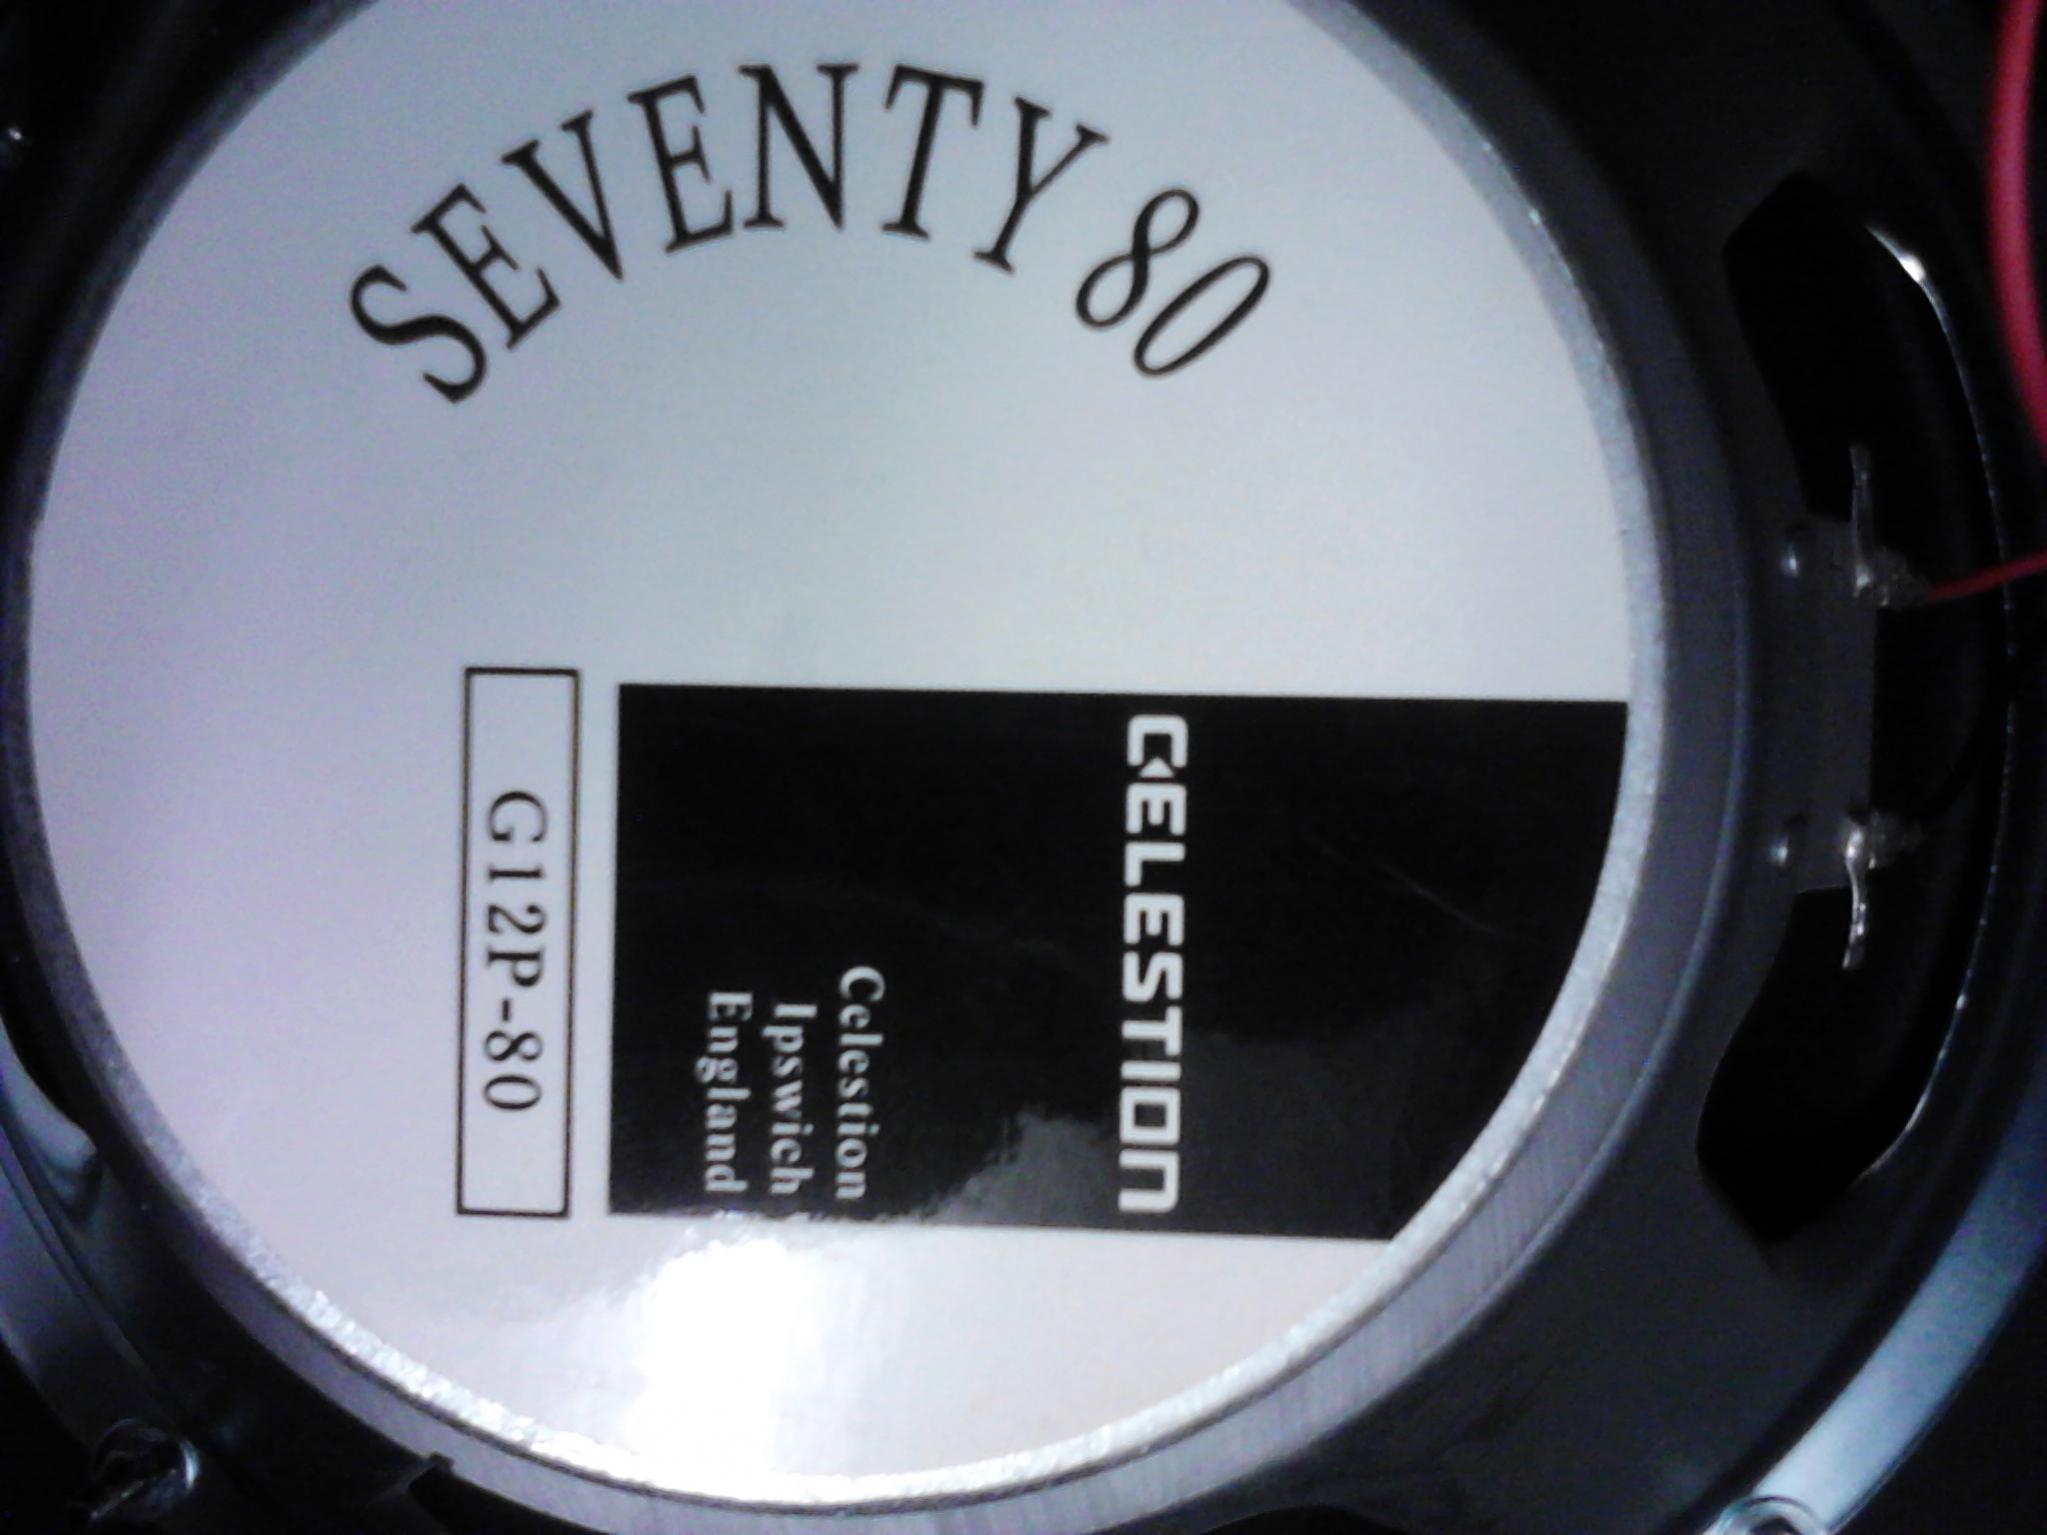 SEVENTY 80
CELESTION
Celestion
Ipswich
England
G12P-80